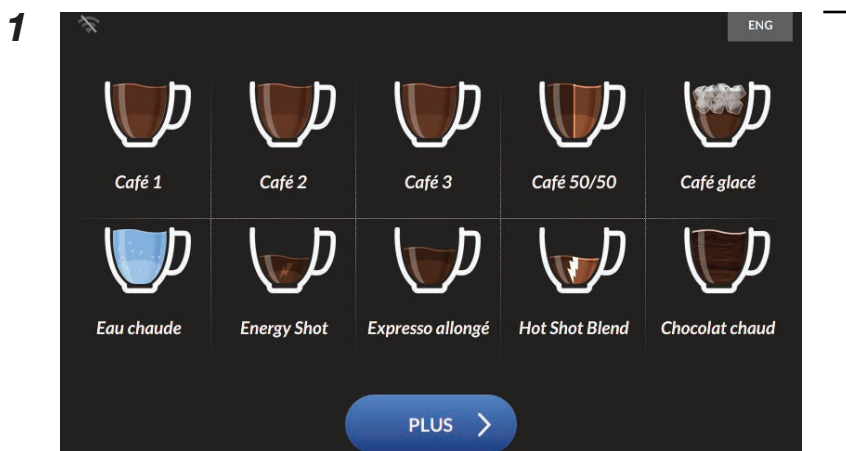 1
ENG
Café 1
Café 2
Café 3
Café 50/50
Café glacé
Eau chaude
Energy Shot
Expresso allongé
Hot Shot Blend
Chocolat chaud
PLUS